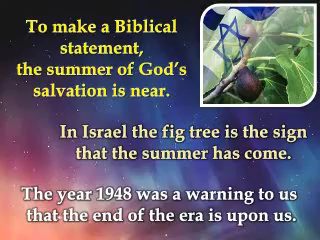 To make a Biblical
statement,
the summer of God's
salvation is near.
In Israel the fig tree is the sign
that the summer has come.
The year 1948 was a warning to us
that the end of the era is upon us.